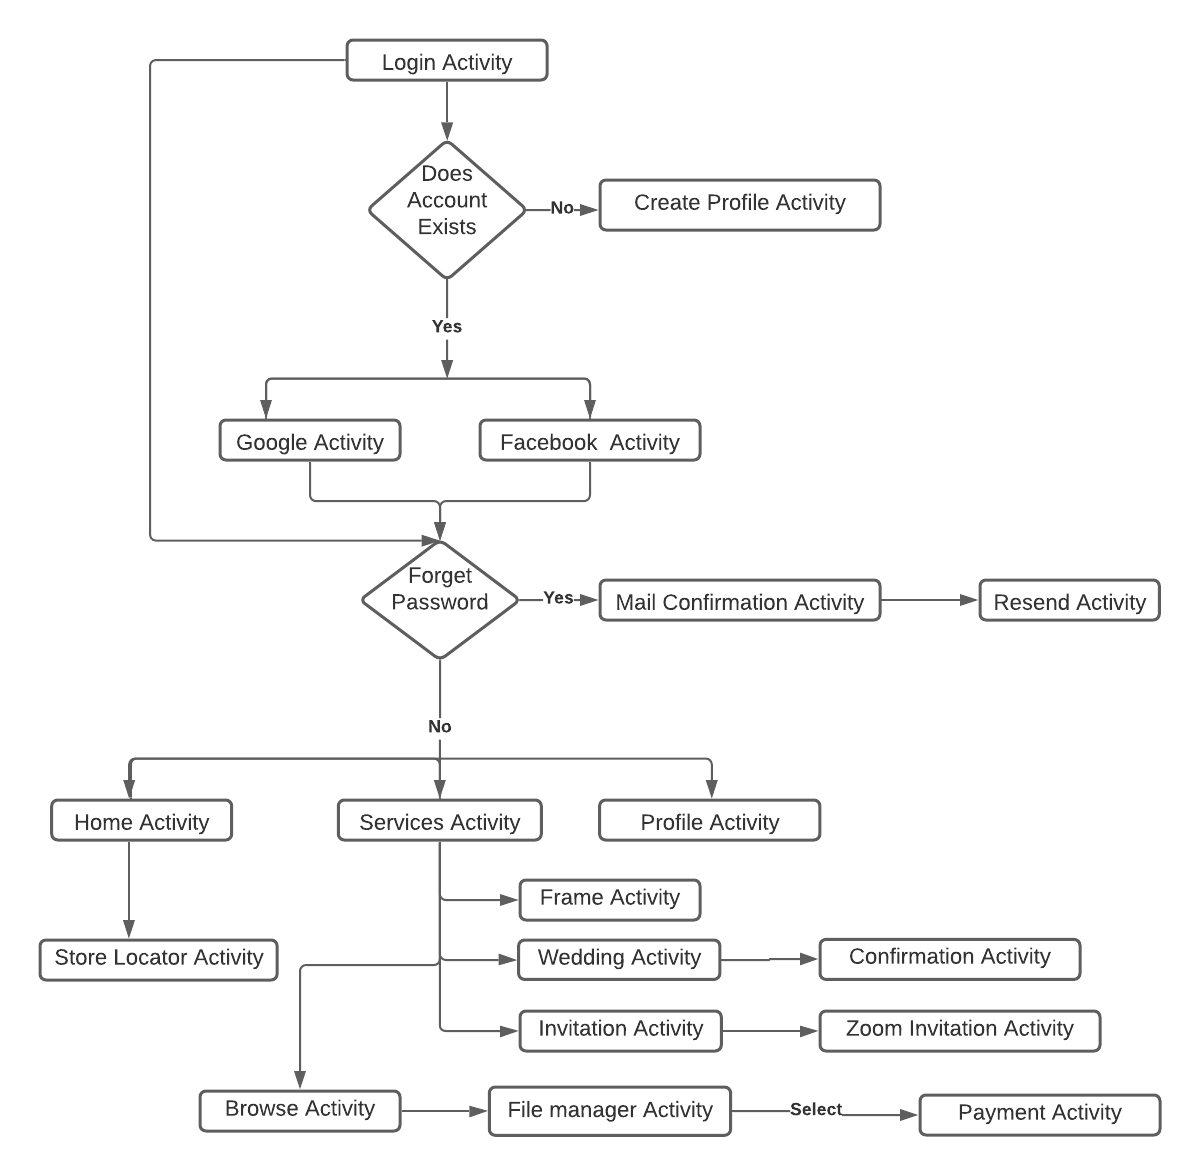 Login Activity
Does
Account
Exists
No
Create Profile Activity
Yes
Google Activity
Facebook  Activity
Forget
Password
Yes
Mail Confirmation Activity
Resend Activity
No
Home Activity
Services Activity
Profile Activity
Frame Activity
Store Locator Activity
Wedding Activity
Confirmation Activity
Invitation Activity
Zoom Invitation Activity
Browse Activity
File manager Activity
Select
Payment Activity